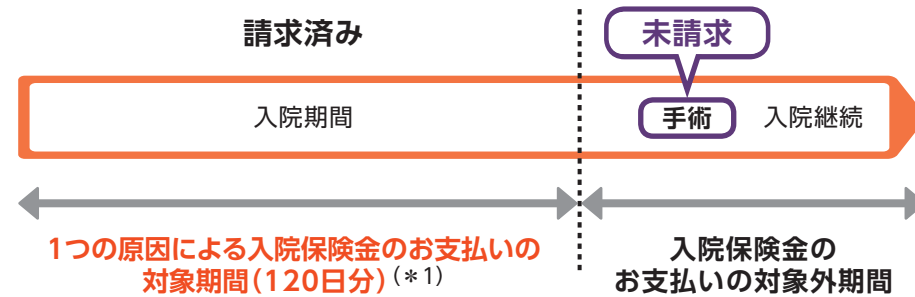 請求済み
未請求
入院期間
手術
入院継続
1つの原因による入院保険金のお支払いの
対象期間(120日分)(*1)
入院保険金の
お支払いの対象外期間